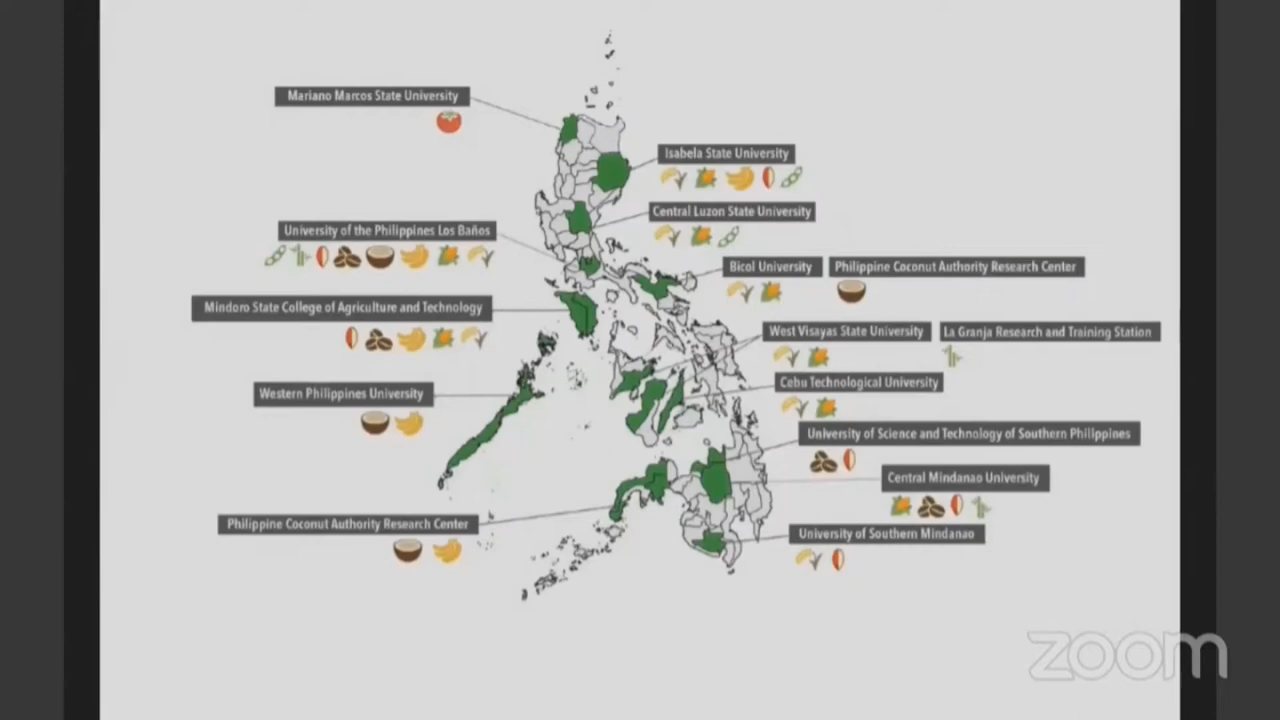 Mariano Marcos State University
Isabela State University
Central Luzon State University
University of the Philippines Los Baños
Bicol University
Philippine Coconut Authority Research Center
Mindoro State College of Agriculture and Technology
West Visayas State University
La Granja Research and Training Station
Cebu Technological University
Western Philippines University
University of Science and Technology of Southern Philippines
Central Mindanao University
Philippine Coconut Authority Research Center
University of Southern Mindanao
zoom